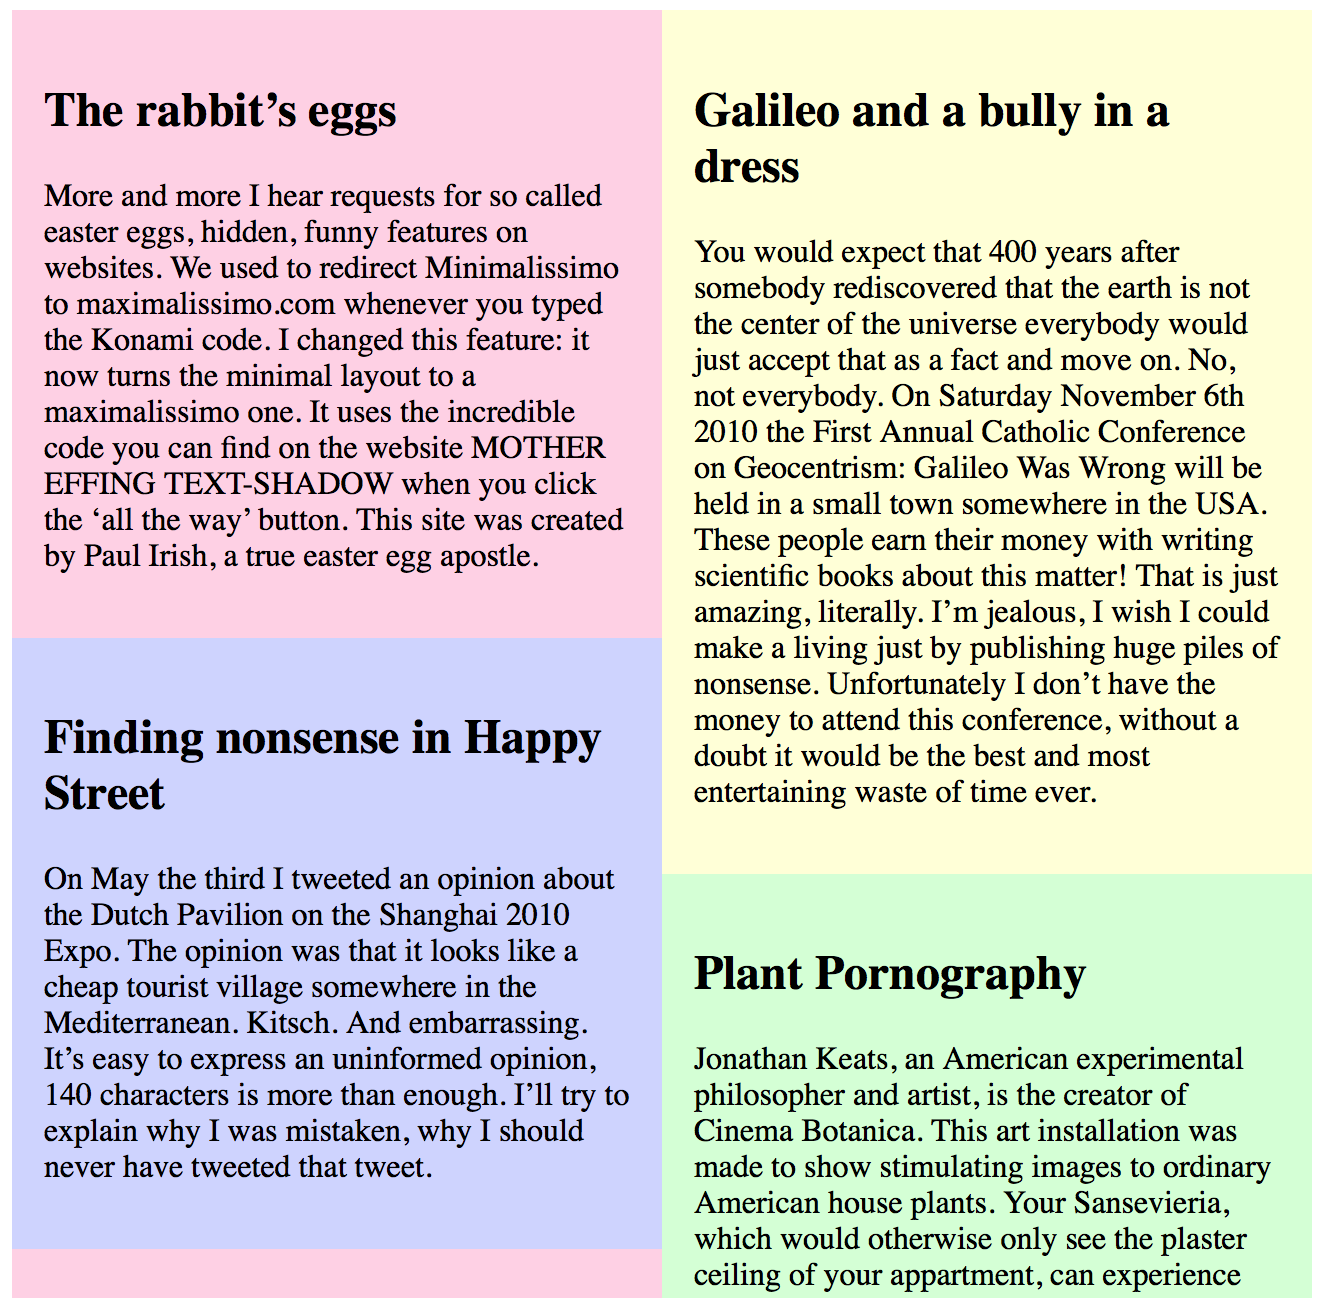 The rabbit’s eggs
More and more I hear requests for so called
easter eggs, hidden, funny features on
websites. We used to redirect Minimalissimo
to maximalissimo.com whenever you typed
the Konami code. I changed this feature: it
now turns the minimal layout to a
maximalissimo one. It uses the incredible
code you can find on the website MOTHER
EFFING TEXT-SHADOW when you click
the ‘all the way’ button. This site was created
by Paul Irish, a true easter egg apostle.
Finding nonsense in Happy
Street
On May the third I tweeted an opinion about
the Dutch Pavilion on the Shanghai 2010
Expo. The opinion was that it looks like a
cheap tourist village somewhere in the
Mediterranean. Kitsch. And embarrassing.
It’s easy to express an uninformed opinion,
140 characters is more than enough. I’ll try to
explain why I was mistaken, why I should
never have tweeted that tweet.
Galileo and a bully in a
dress
You would expect that 400 years after
somebody rediscovered that the earth is not
the center of the universe everybody would
just accept that as a fact and move on. No,
not everybody. On Saturday November 6th
2010 the First Annual Catholic Conference
on Geocentrism: Galileo Was Wrong will be
held in a small town somewhere in the USA.
These people earn their money with writing
scientific books about this matter! That is just
amazing, literally. I’m jealous, I wish I could
make a living just by publishing huge piles of
nonsense. Unfortunately I don’t have the
money to attend this conference, without a
doubt it would be the best and most
entertaining waste of time ever.
Plant Pornography
Jonathan Keats, an American experimental
philosopher and artist, is the creator of
Cinema Botanica. This art installation was
made to show stimulating images to ordinary
American house plants. Your Sansevieria,
which would otherwise only see the plaster
ceiling of your appartment, can experience